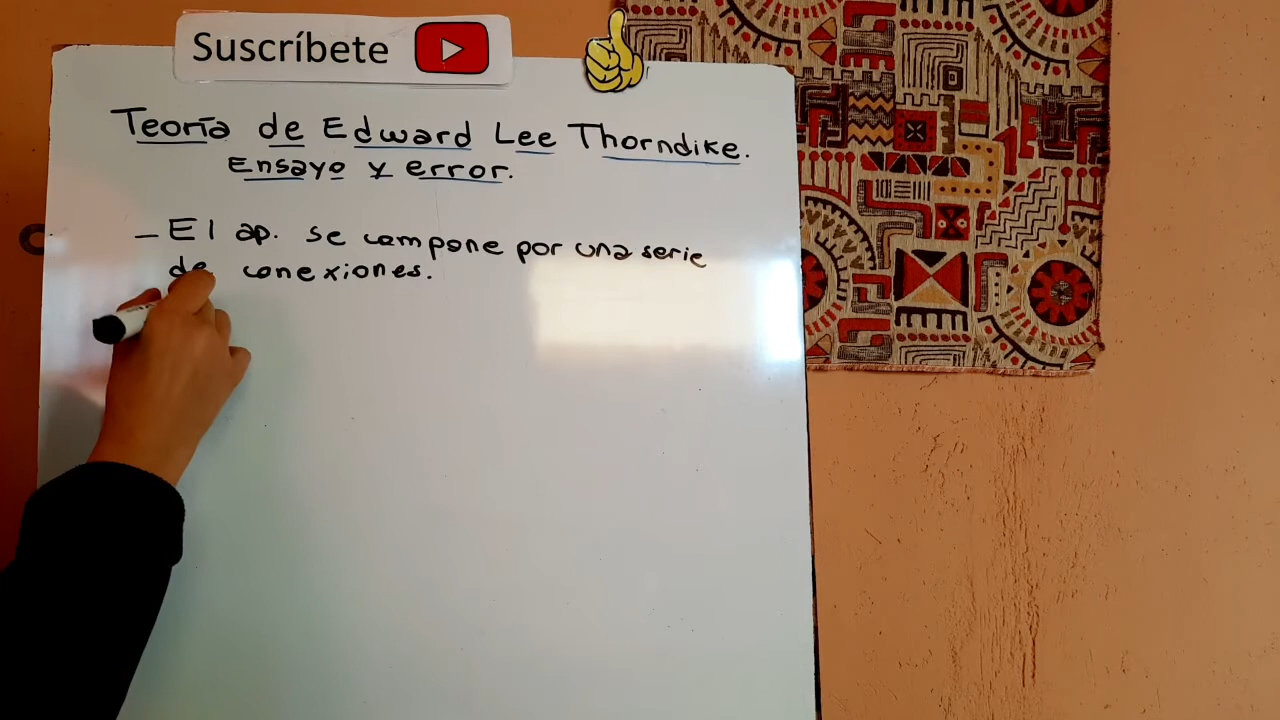 Suscríbete
Teoría de Edward Lee Thorndike.
Ensayo y error.
- El ap. se compone por una serie
de conexiones.